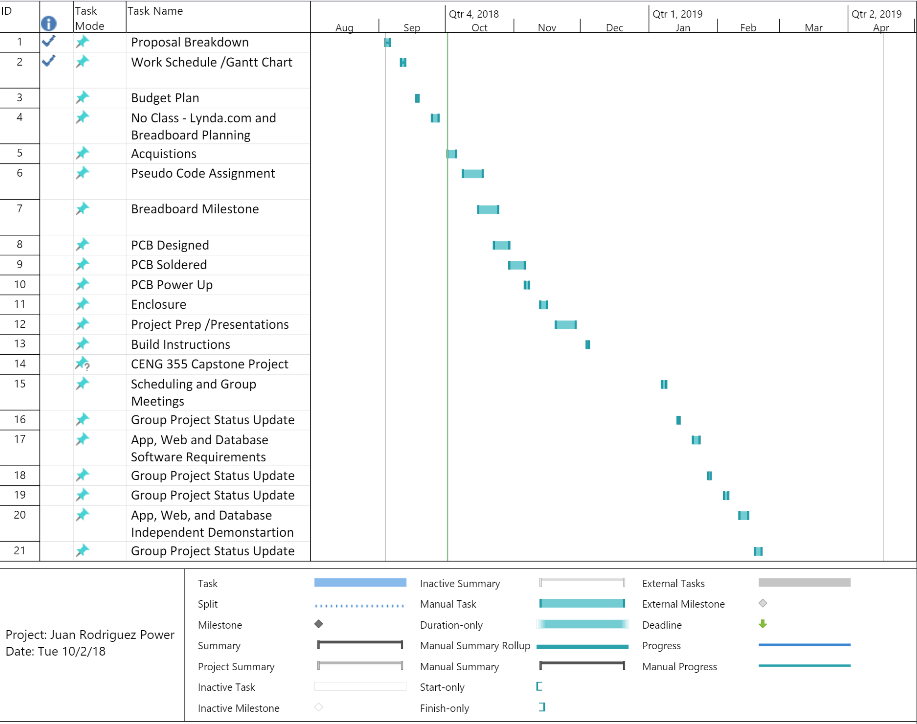 ID Task Mode Task Name Qtr 4, 2018 Qtr 1, 2019 Qtr 2, 2019
Aug Sep Oct Nov Dec Jan Feb Mar Apr
1 Proposal Breakdown
2 Work Schedule /Gantt Chart
3 Budget Plan
4 No Class - Lynda.com and
Breadboard Planning
5 Acquistions
6 Pseudo Code Assignment
7 Breadboard Milestone
8 PCB Designed
9 PCB Soldered
10 PCB Power Up
11 Enclosure
12 Project Prep /Presentations
13 Build Instructions
14 ? CENG 355 Capstone Project
15 Scheduling and Group
Meetings
16 Group Project Status Update
17 App, Web and Database
Software Requirements
18 Group Project Status Update
19 Group Project Status Update
20 App, Web, and Database
Independent Demonstartion
21 Group Project Status Update
Project: Juan Rodriguez Power
Date: Tue 10/2/18
Task
Split
Milestone
Summary
Project Summary
Inactive Task
Inactive Milestone
Inactive Summary
Manual Task
Duration-only
Manual Summary Rollup
Manual Summary
Start-only
Finish-only
External Tasks
External Milestone
Deadline
Progress
Manual Progress